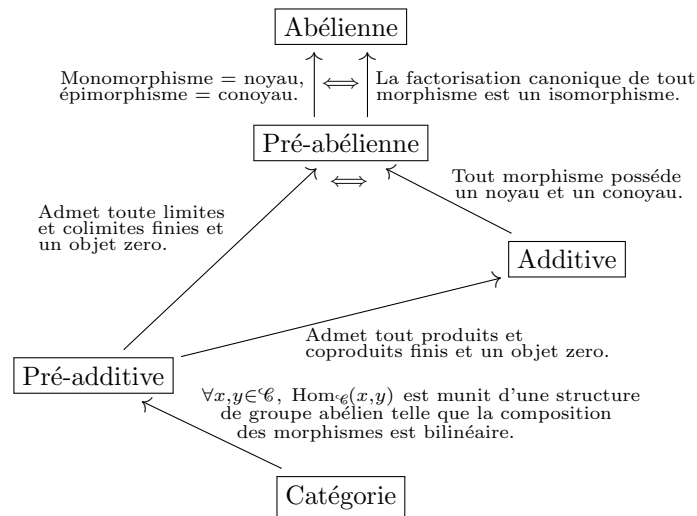 Abélienne
Monomorphisme = noyau,
épimorphisme = conoyau.
⟺
La factorisation canonique de tout
morphisme est un isomorphisme.
Pré-abélienne
⟺
Tout morphisme posséde
un noyau et un conoyau.
Admet toute limites
et colimites finies et
un objet zero.
Additive
Admet tout produits et
coproduits finis et un objet zero.
Pré-additive
∀x,y∈𝒞, Hom𝒞(x,y) est munit d'une structure
de groupe abélien telle que la composition
des morphismes est bilinéaire.
Catégorie